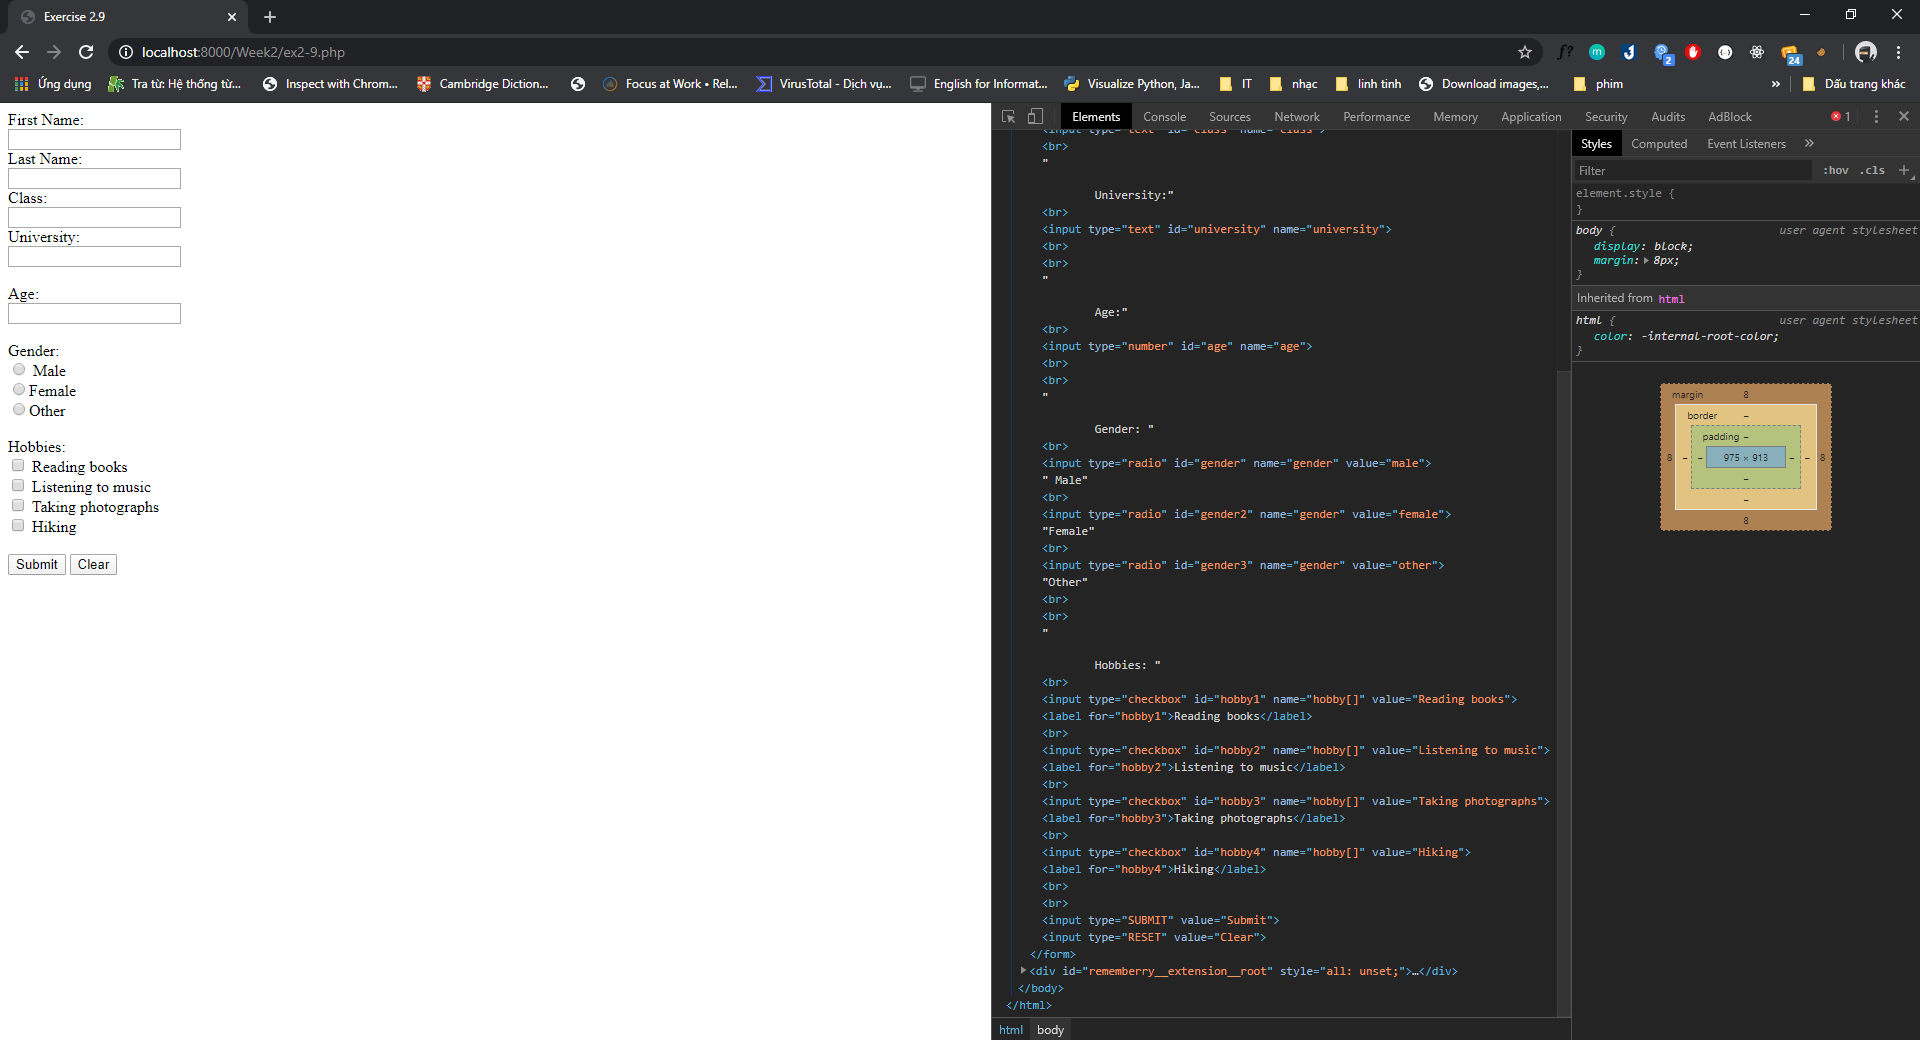 Exercise 2.9
localhost:8000/Week2/ex2-9.php
f?
m
2
24
Ứng dụng
Tra từ: Hệ thống từ...
Inspect with Chrom...
Cambridge Diction...
Focus at Work • Rel...
VirusTotal - Dịch vụ...
English for Informat...
Visualize Python, Ja...
IT
nhạc
linh tinh
Download images,...
phim
»
Dấu trang khác
First Name:
Last Name:
Class:
University:
Age:
Gender:
Male
Female
Other
Hobbies:
Reading books
Listening to music
Taking photographs
Hiking
Submit Clear
Elements Console Sources Network Performance Memory Application Security Audits AdBlock 1
<input type="text" id="class" name="class">
<br>
"
University:"
<br>
<input type="text" id="university" name="university">
<br>
<br>
"
Age:"
<br>
<input type="number" id="age" name="age">
<br>
<br>
"
Gender: "
<br>
<input type="radio" id="gender" name="gender" value="male">
" Male"
<br>
<input type="radio" id="gender2" name="gender" value="female">
"Female"
<br>
<input type="radio" id="gender3" name="gender" value="other">
"Other"
<br>
<br>
"
Hobbies: "
<br>
<input type="checkbox" id="hobby1" name="hobby[]" value="Reading books">
<label for="hobby1">Reading books</label>
<br>
<input type="checkbox" id="hobby2" name="hobby[]" value="Listening to music">
<label for="hobby2">Listening to music</label>
<br>
<input type="checkbox" id="hobby3" name="hobby[]" value="Taking photographs">
<label for="hobby3">Taking photographs</label>
<br>
<input type="checkbox" id="hobby4" name="hobby[]" value="Hiking">
<label for="hobby4">Hiking</label>
<br>
<br>
<input type="SUBMIT" value="Submit">
<input type="RESET" value="Clear">
</form>
<div id="rememberry__extension__root" style="all: unset;">…</div>
</body>
</html>
html body
Styles Computed Event Listeners »
Filter :hov .cls +
element.style {
}
body { user agent stylesheet
display: block;
margin: 8px;
}
Inherited from html
html { user agent stylesheet
color: -internal-root-color;
}
margin 8
border –
padding –
8 – – 975 × 913 – – 8
–
–
8